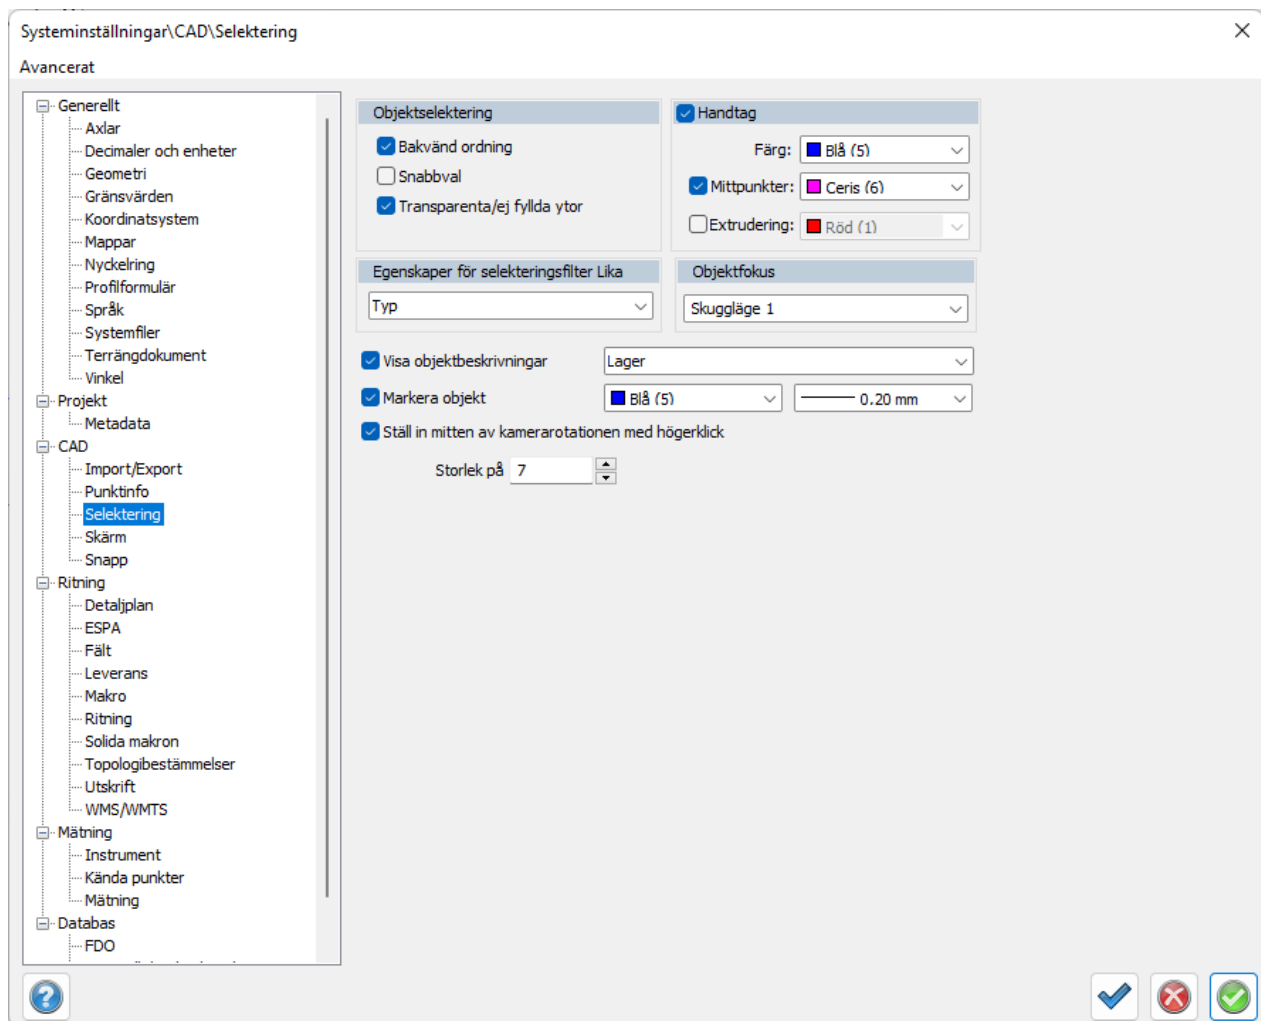 Systeminställningar\CAD\Selektering
Avancerat
Generellt
Axlar
Decimaler och enheter
Geometri
Gränsvärden
Koordinatsystem
Mappar
Nyckelring
Profilformulär
Språk
Systemfiler
Terrängdokument
Vinkel
Projekt
Metadata
CAD
Import/Export
Punktinfo
Selektering
Skärm
Snapp
Ritning
Detaljplan
ESPA
Fält
Leverans
Makro
Ritning
Solida makron
Topologibestämmelser
Utskrift
WMS/WMTS
Mätning
Instrument
Kända punkter
Mätning
Databas
FDO
Objektselektering
Bakvänd ordning
Snabbval
Transparenta/ej fyllda ytor
Handtag
Färg: Blå (5)
Mittpunkter: Ceris (6)
Extrudering: Röd (1)
Egenskaper för selekteringsfilter Lika
Typ
Objektfokus
Skuggläge 1
Visa objektbeskrivningar Lager
Markera objekt Blå (5) 0.20 mm
Ställ in mitten av kamerarotationen med högerklick
Storlek på 7